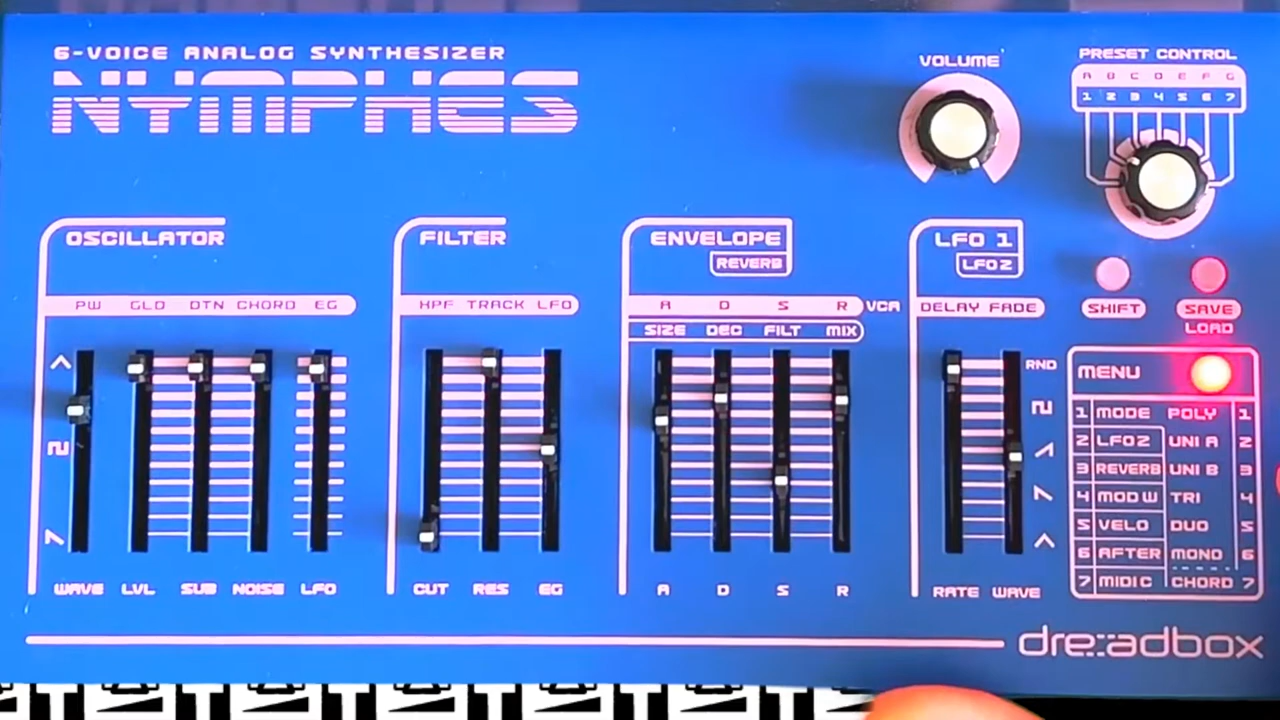 6-VOICE ANALOG SYNTHESIZER
NYMPHES
VOLUME
PRESET CONTROL
A B C D E F G
1 2 3 4 5 6 7
OSCILLATOR
FILTER
ENVELOPE
REVERB
LFO 1
LFO2
SHIFT
SAVE
LOAD
PW GLD DTN CHORD EG
HPF TRACK LFO
A D S R VCA
SIZE DEC FILT MIX
DELAY FADE
RND
MENU
1 MODE POLY 1
2 LFO2 UNI A 2
3 REVERB UNI B 3
4 MOD W TRI 4
5 VELO DUO 5
6 AFTER MONO 6
7 MIDI C CHORD 7
WAVE LVL SUB NOISE LFO
CUT RES EG
A D S R
RATE WAVE
dre:adbox